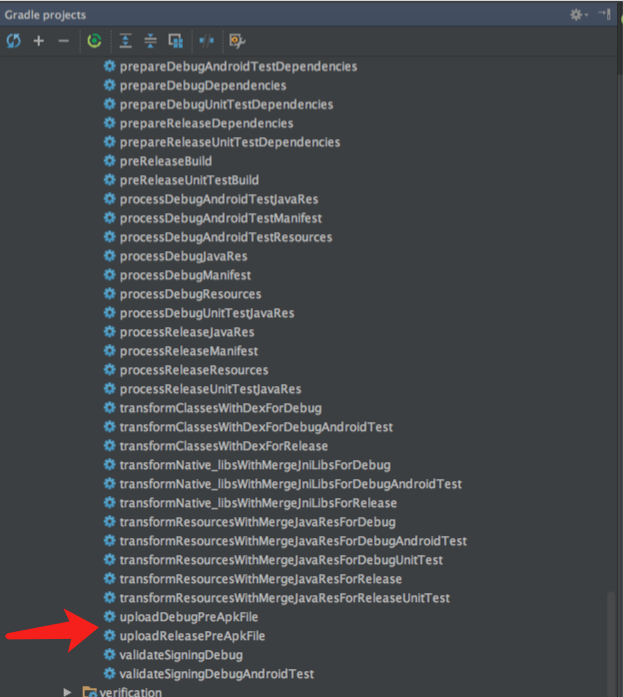 Gradle projects
prepareDebugAndroidTestDependencies
prepareDebugDependencies
prepareDebugUnitTestDependencies
prepareReleaseDependencies
prepareReleaseUnitTestDependencies
preReleaseBuild
preReleaseUnitTestBuild
processDebugAndroidTestJavaRes
processDebugAndroidTestManifest
processDebugAndroidTestResources
processDebugJavaRes
processDebugManifest
processDebugResources
processDebugUnitTestJavaRes
processReleaseJavaRes
processReleaseManifest
processReleaseResources
processReleaseUnitTestJavaRes
transformClassesWithDexForDebug
transformClassesWithDexForDebugAndroidTest
transformClassesWithDexForRelease
transformNative_libsWithMergeJniLibsForDebug
transformNative_libsWithMergeJniLibsForDebugAndroidTest
transformNative_libsWithMergeJniLibsForRelease
transformResourcesWithMergeJavaResForDebug
transformResourcesWithMergeJavaResForDebugAndroidTest
transformResourcesWithMergeJavaResForDebugUnitTest
transformResourcesWithMergeJavaResForRelease
transformResourcesWithMergeJavaResForReleaseUnitTest
uploadDebugPreApkFile
uploadReleasePreApkFile
validateSigningDebug
validateSigningDebugAndroidTest
verification